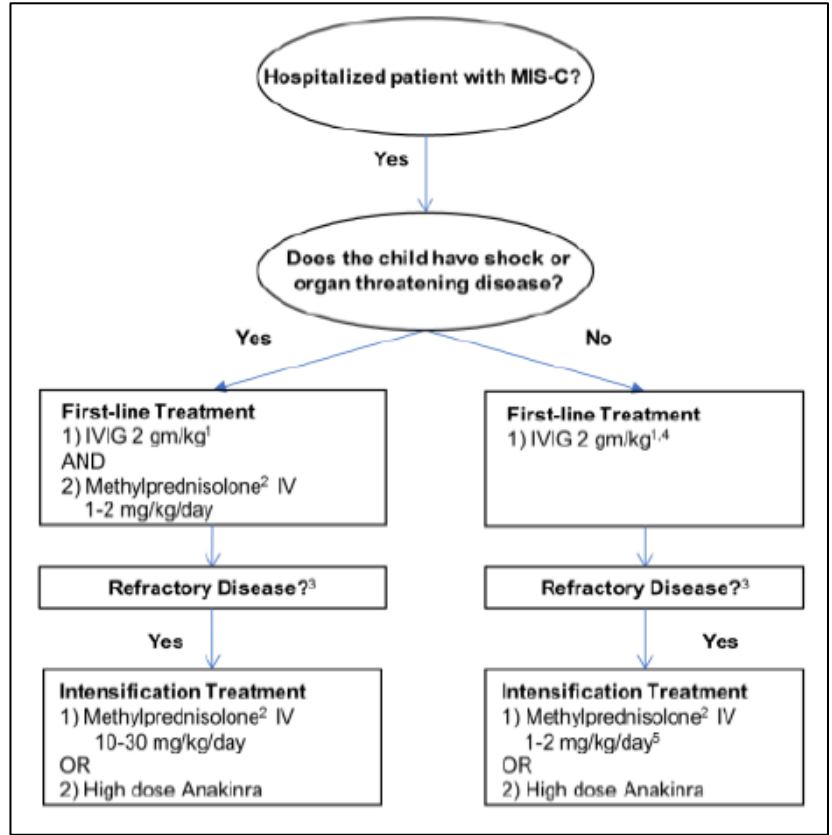 Hospitalized patient with MIS-C?
Yes
Does the child have shock or
organ threatening disease?
Yes
No
First-line Treatment
1) IVIG 2 gm/kg¹
AND
2) Methylprednisolone² IV
1-2 mg/kg/day
First-line Treatment
1) IVIG 2 gm/kg¹,⁴
Refractory Disease?³
Refractory Disease?³
Yes
Yes
Intensification Treatment
1) Methylprednisolone² IV
10-30 mg/kg/day
OR
2) High dose Anakinra
Intensification Treatment
1) Methylprednisolone² IV
1-2 mg/kg/day⁵
OR
2) High dose Anakinra